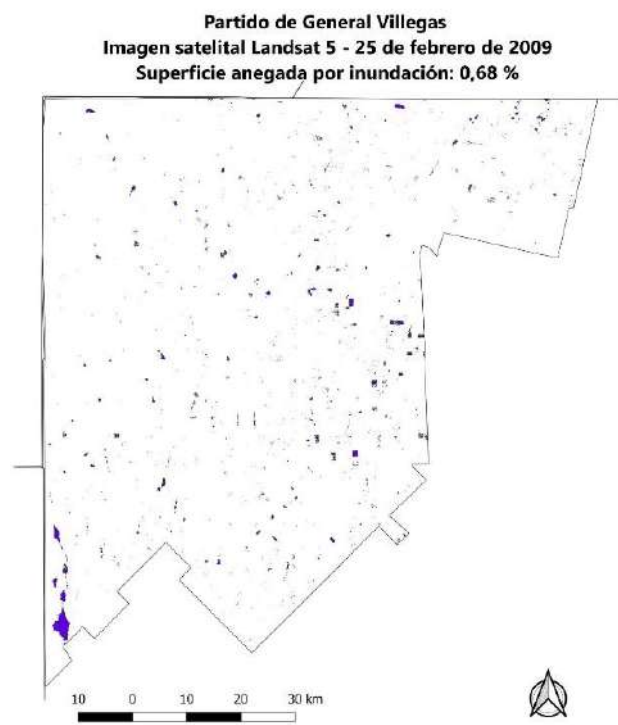 Partido de General Villegas
Imagen satelital Landsat 5 - 25 de febrero de 2009
Superficie anegada por inundación: 0,68 %
10 0 10 20 30 km